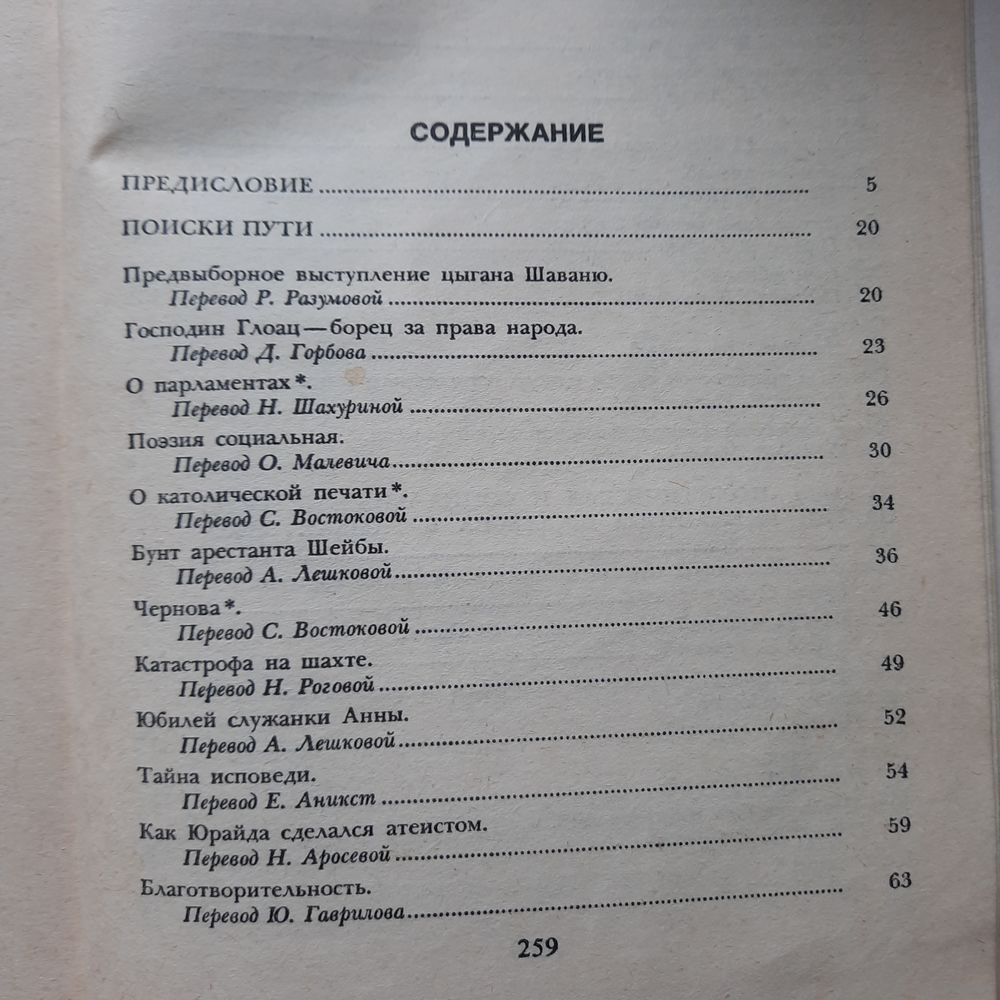 СОДЕРЖАНИЕ
ПРЕДИСЛОВИЕ ........ 5
ПОИСКИ ПУТИ ........ 20
Предвыборное выступление цыгана Шаваню.
Перевод Р. Разумовой ........ 20
Господин Глоац — борец за права народа.
Перевод Д. Горбова ........ 23
О парламентах*.
Перевод Н. Шахуриной ........ 26
Поэзия социальная.
Перевод О. Малевича ........ 30
О католической печати*.
Перевод С. Востоковой ........ 34
Бунт арестанта Шейбы.
Перевод А. Лешковой ........ 36
Чернова*.
Перевод С. Востоковой ........ 46
Катастрофа на шахте.
Перевод Н. Роговой ........ 49
Юбилей служанки Анны.
Перевод А. Лешковой ........ 52
Тайна исповеди.
Перевод Е. Аникст ........ 54
Как Юрайда сделался атеистом.
Перевод Н. Аросевой ........ 59
Благотворительность.
Перевод Ю. Гаврилова ........ 63
259